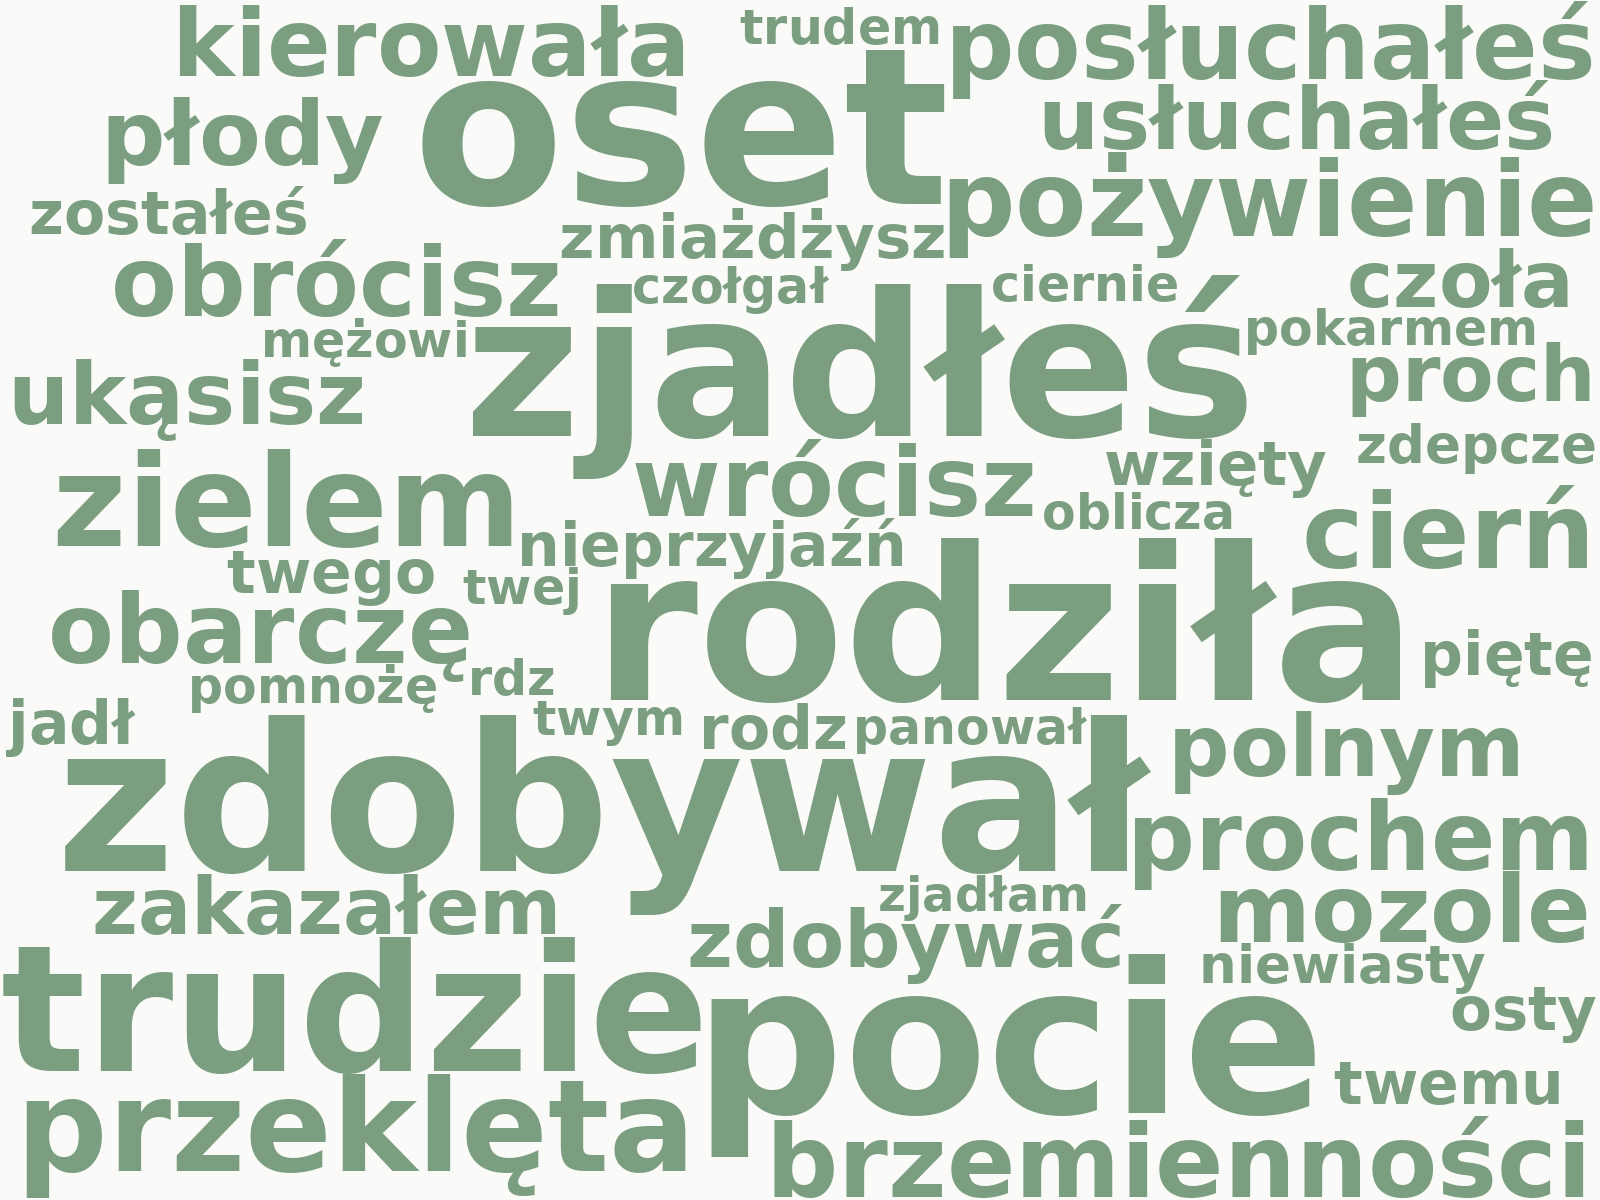 kierowała
trudem
posłuchałeś
płody
oset
usłuchałeś
zostałeś
pożywienie
zmiażdżysz
obrócisz
czołgał
ciernie
czoła
mężowi
zjadłeś
pokarmem
ukąsisz
proch
zdepcze
zielem
wrócisz
wzięty
oblicza
cierń
nieprzyjaźń
twego
twej
rodziła
obarczę
piętę
pomnożę
rdz
jadł
twym
rodz
panował
polnym
zdobywał
prochem
zakazałem
zjadłam
mozole
zdobywać
niewiasty
trudzie
pocie
osty
twemu
przeklęta
brzemienności